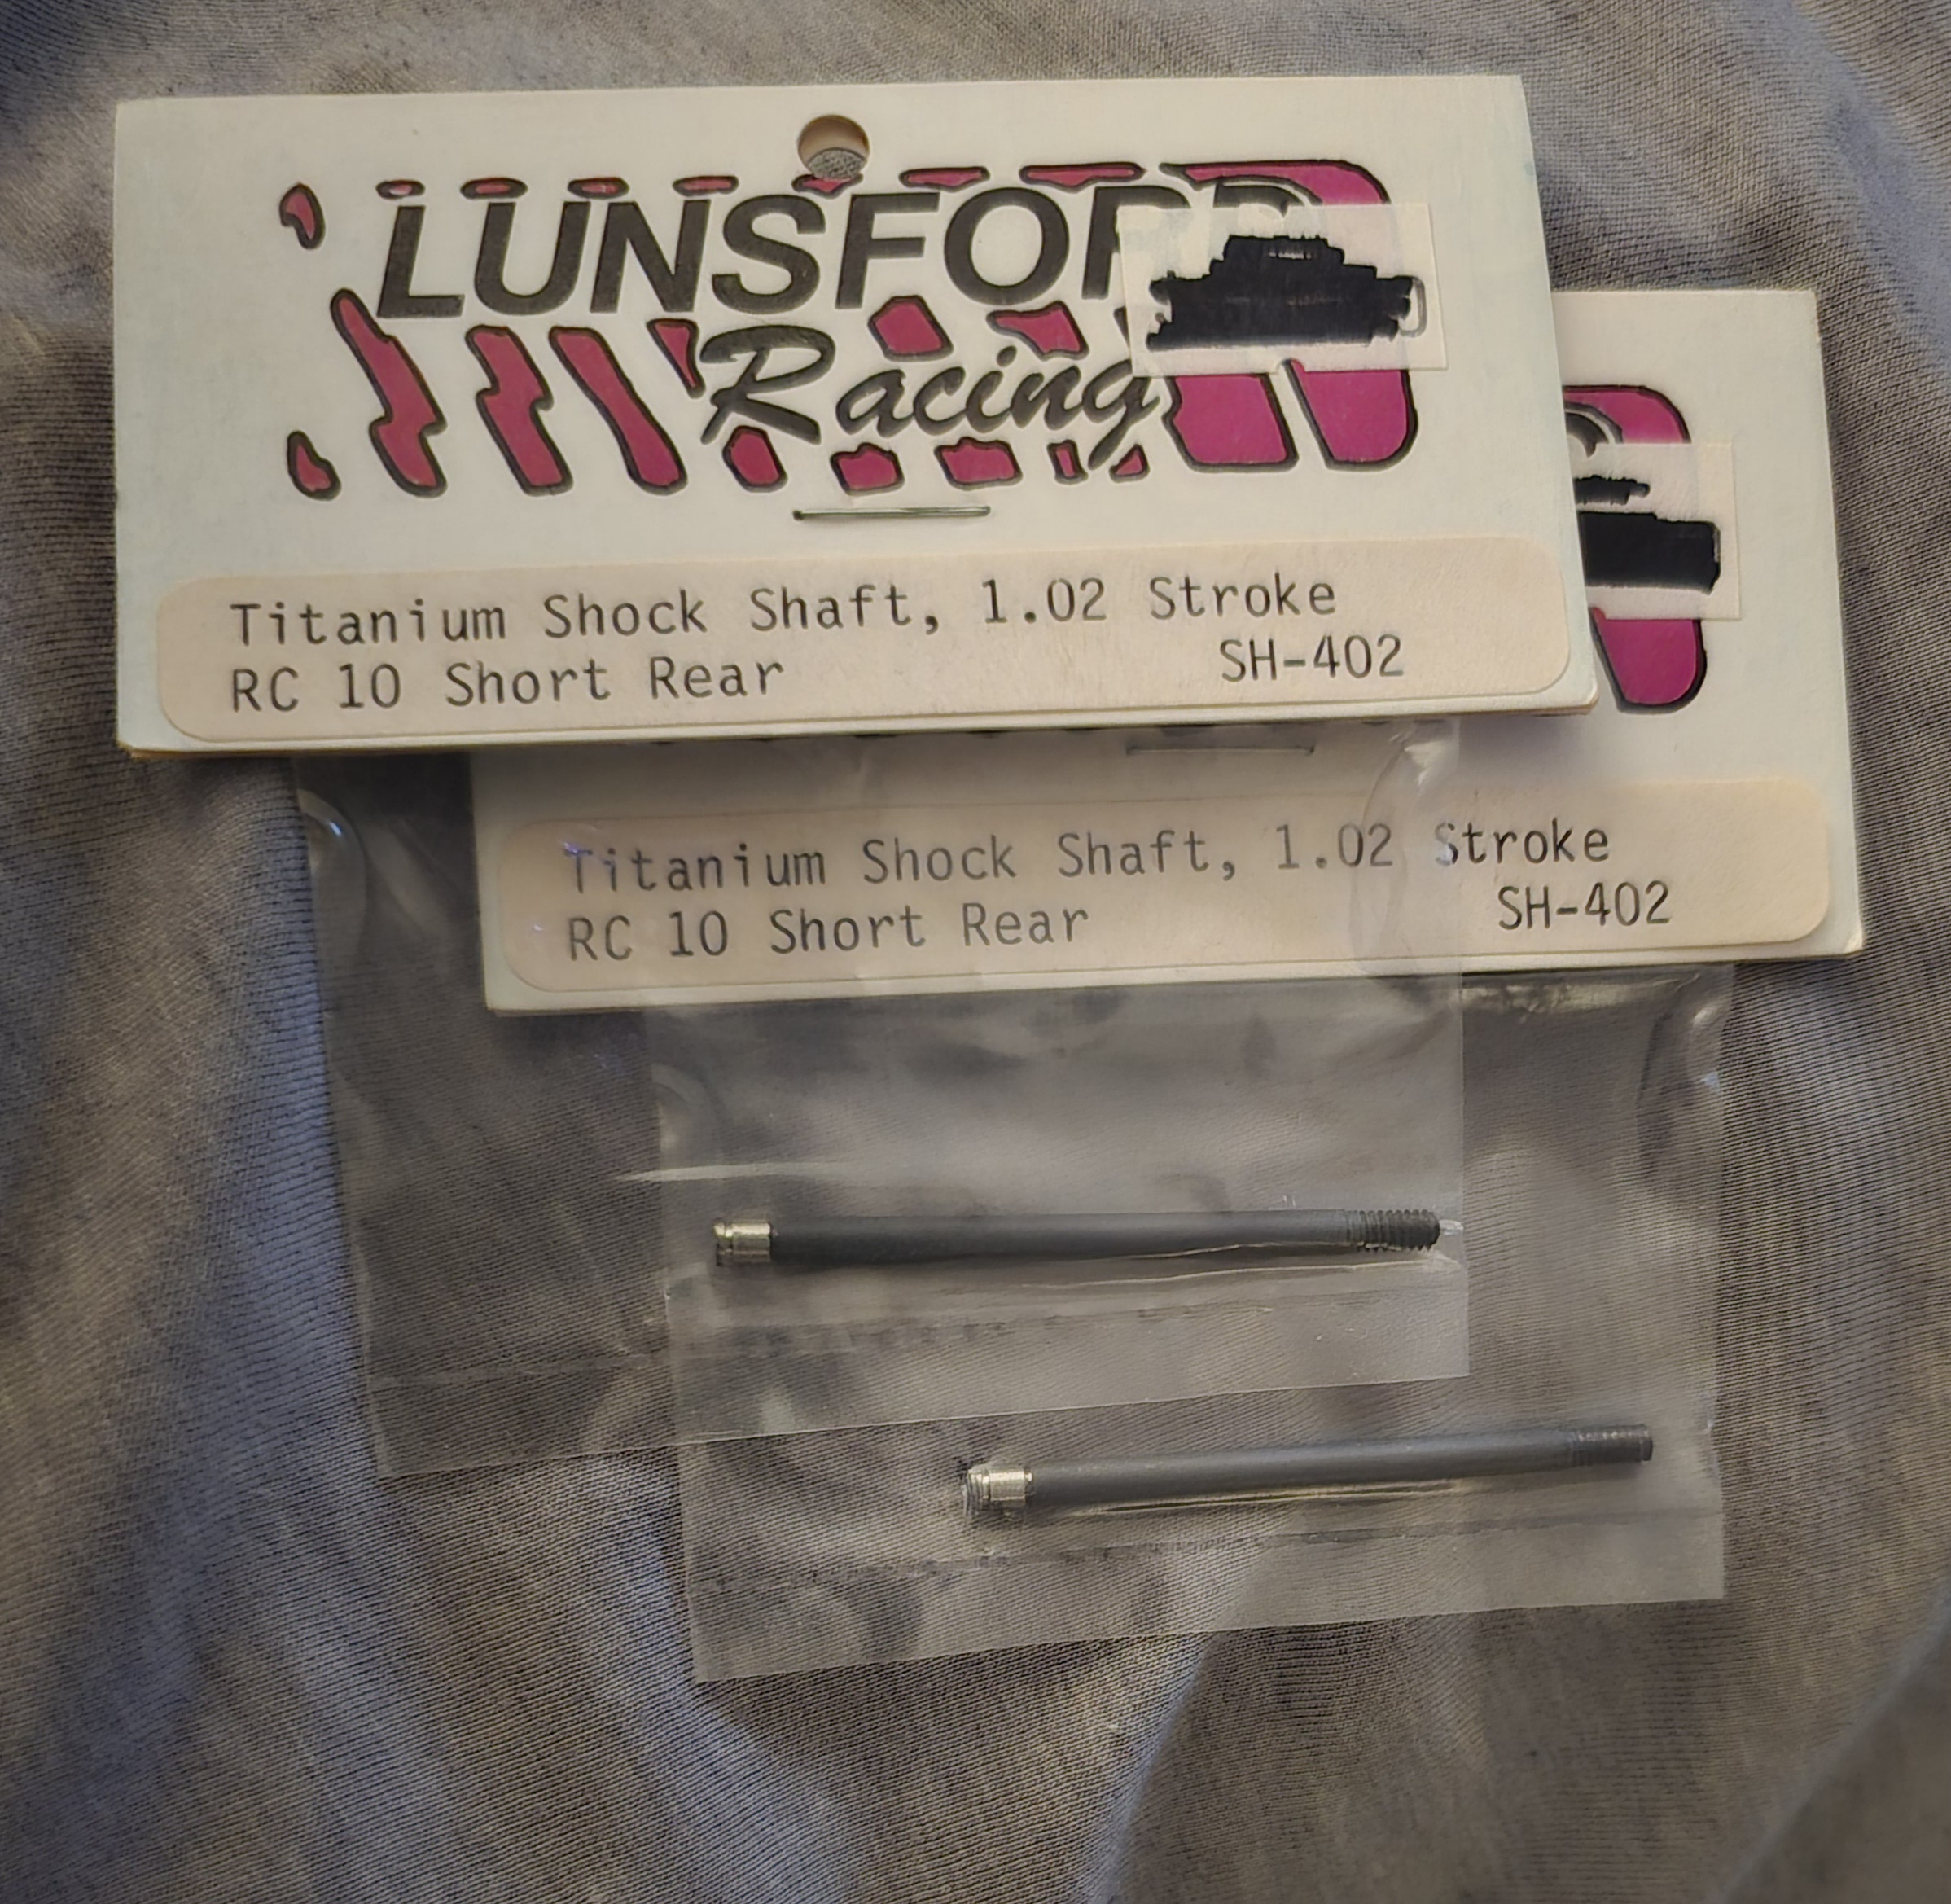 LUNSFORD
Racing
Titanium Shock Shaft, 1.02 Stroke
RC 10 Short Rear SH-402
Titanium Shock Shaft, 1.02 Stroke
RC 10 Short Rear SH-402